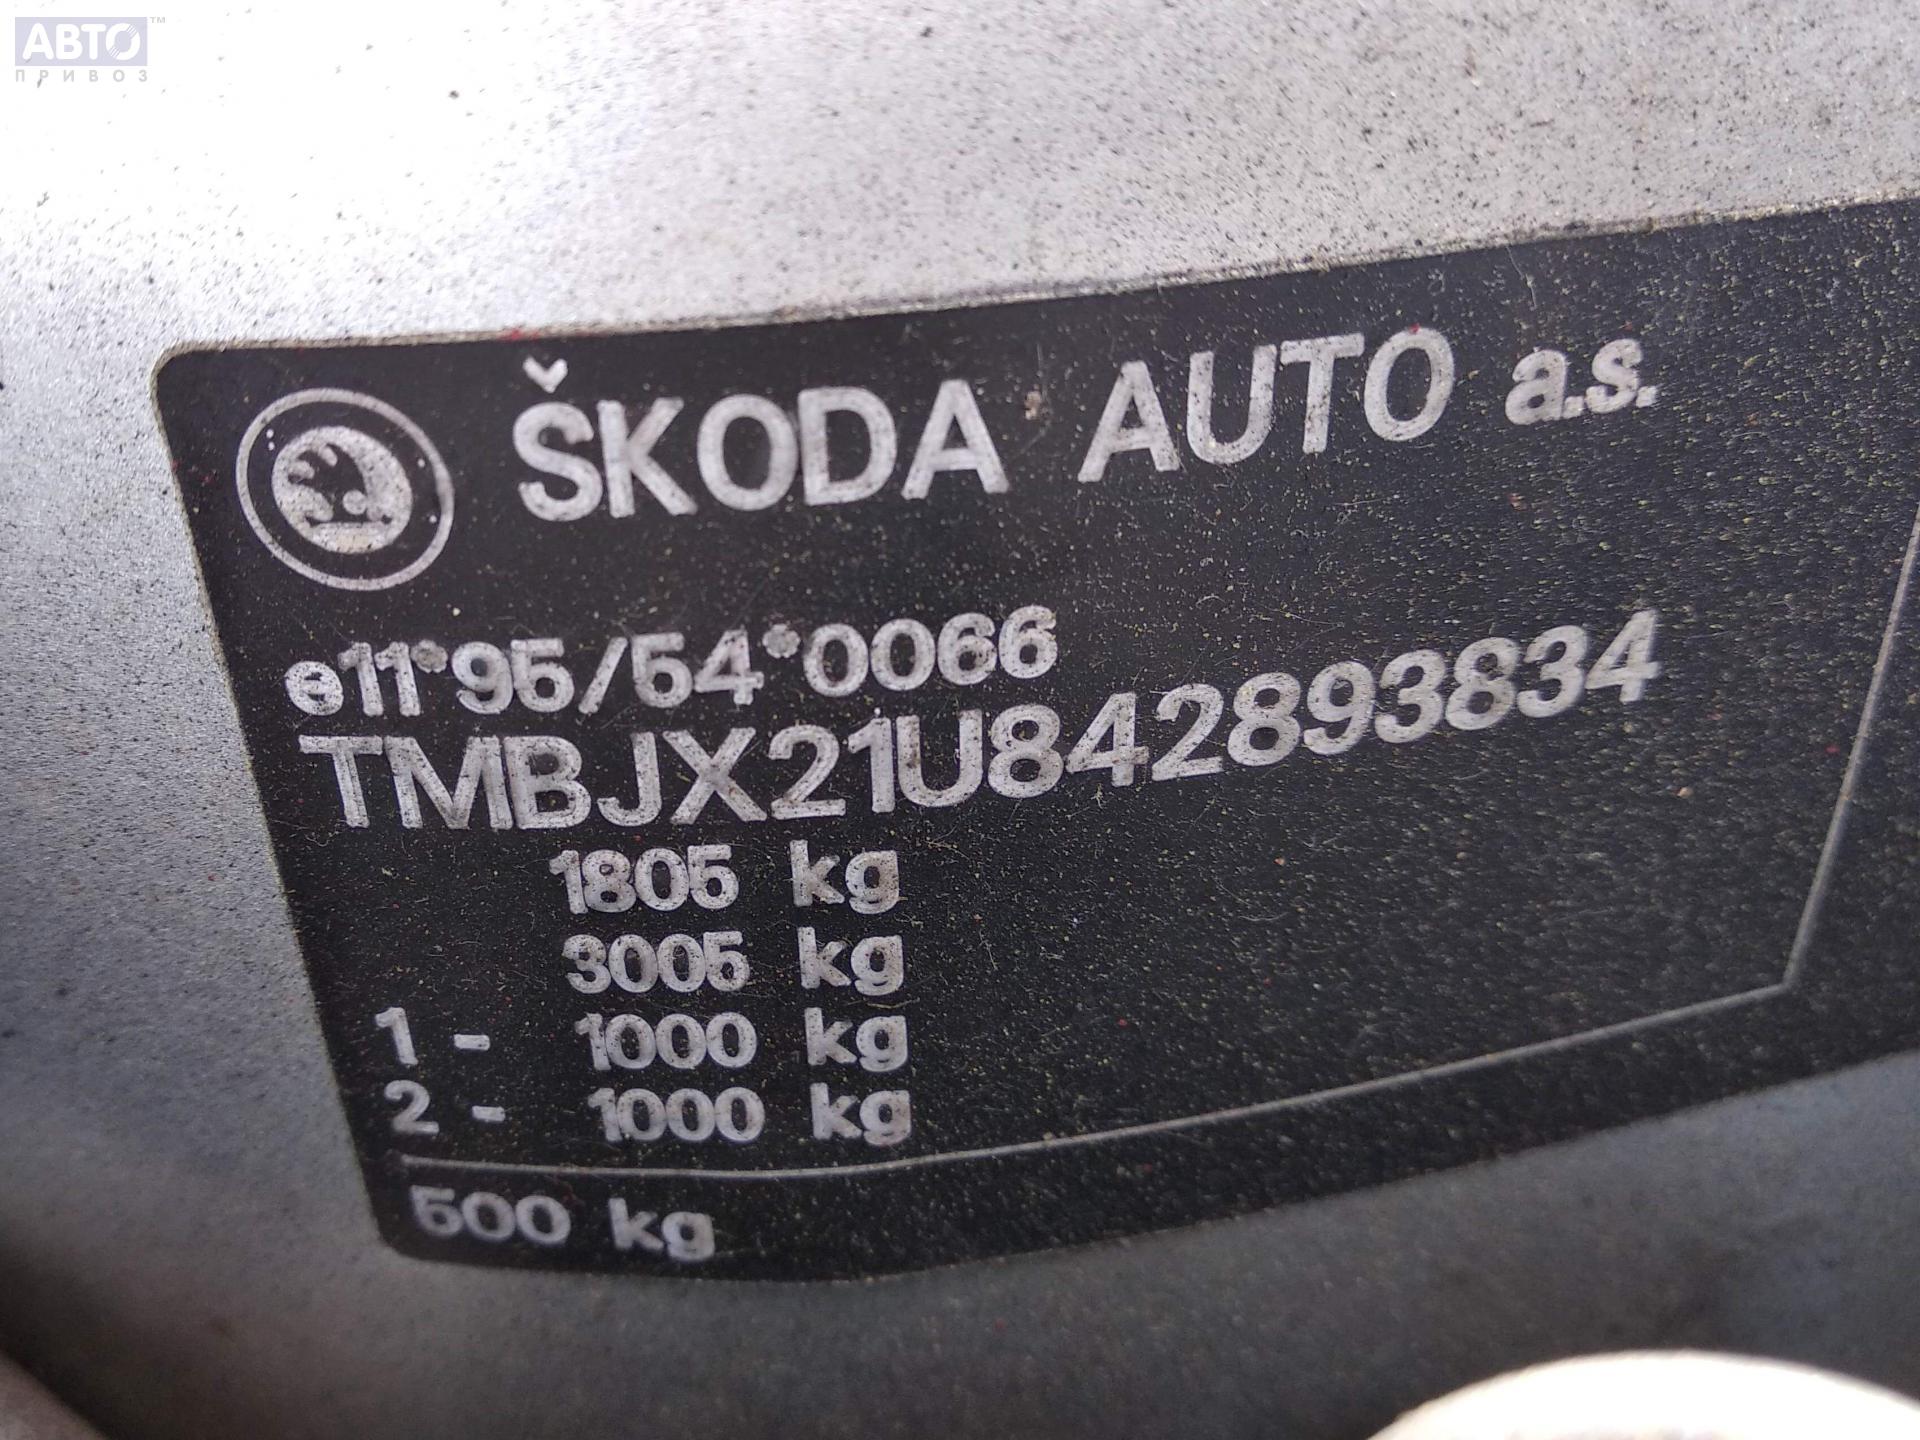 АВТО™
ПРИВОЗ
ŠKODA AUTO a.s.
e11*95/54*0066
TMBJX21U842893834
1805 kg
3005 kg
1 - 1000 kg
2 - 1000 kg
500 kg